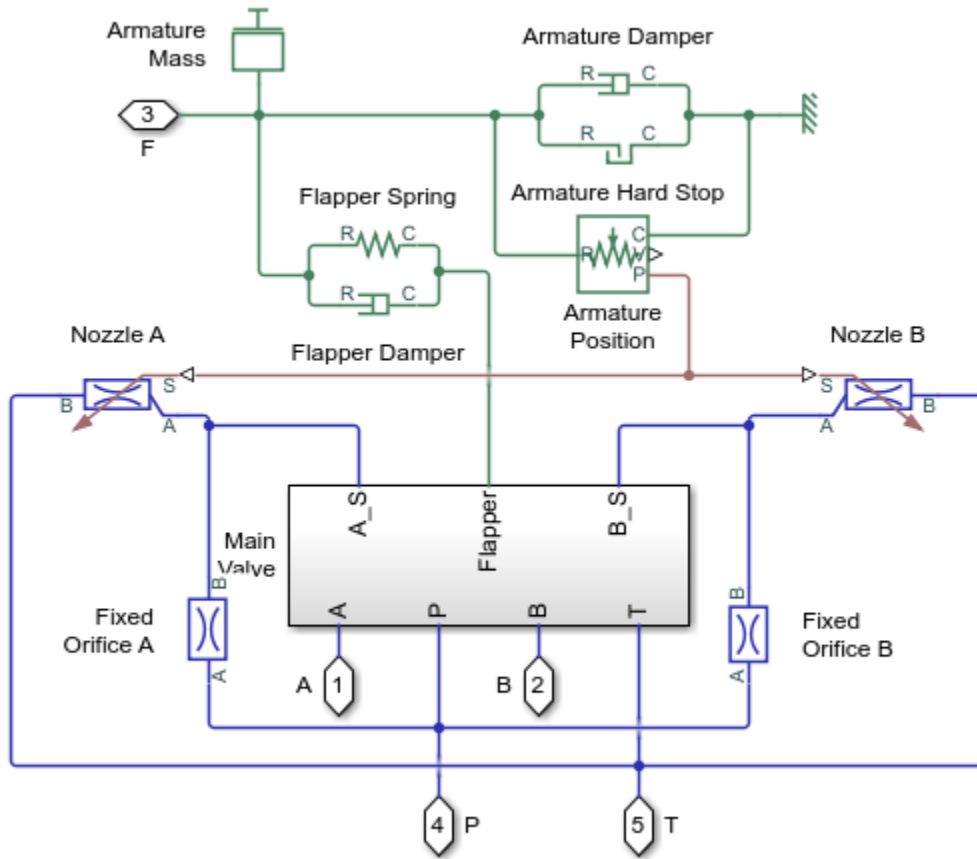 Armature
Mass
Armature Damper
R C
3
F
R C
Flapper Spring
Armature Hard Stop
R C
C
R V
P
R C
Armature
Position
Nozzle A
Nozzle B
Flapper Damper
S
S
B
B
A
A
A_S
Flapper
B_S
Main
Valve
B
B
Fixed
Orifice A
A
P
B
T
Fixed
Orifice B
A
A
A 1
B 2
4 P
5 T